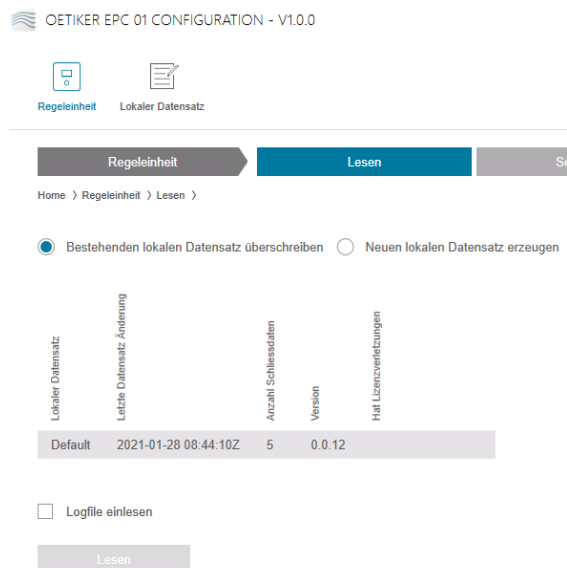 OETIKER EPC 01 CONFIGURATION - V1.0.0
Regeleinheit Lokaler Datensatz
Regeleinheit Lesen
Home > Regeleinheit > Lesen >
Bestehenden lokalen Datensatz überschreiben Neuen lokalen Datensatz erzeugen
Lokaler Datensatz
Letzte Datensatz Änderung
Anzahl Schliessdaten
Version
Hat Lizenzverletzungen
Default 2021-01-28 08:44:10Z 5 0.0.12
Logfile einlesen
Lesen